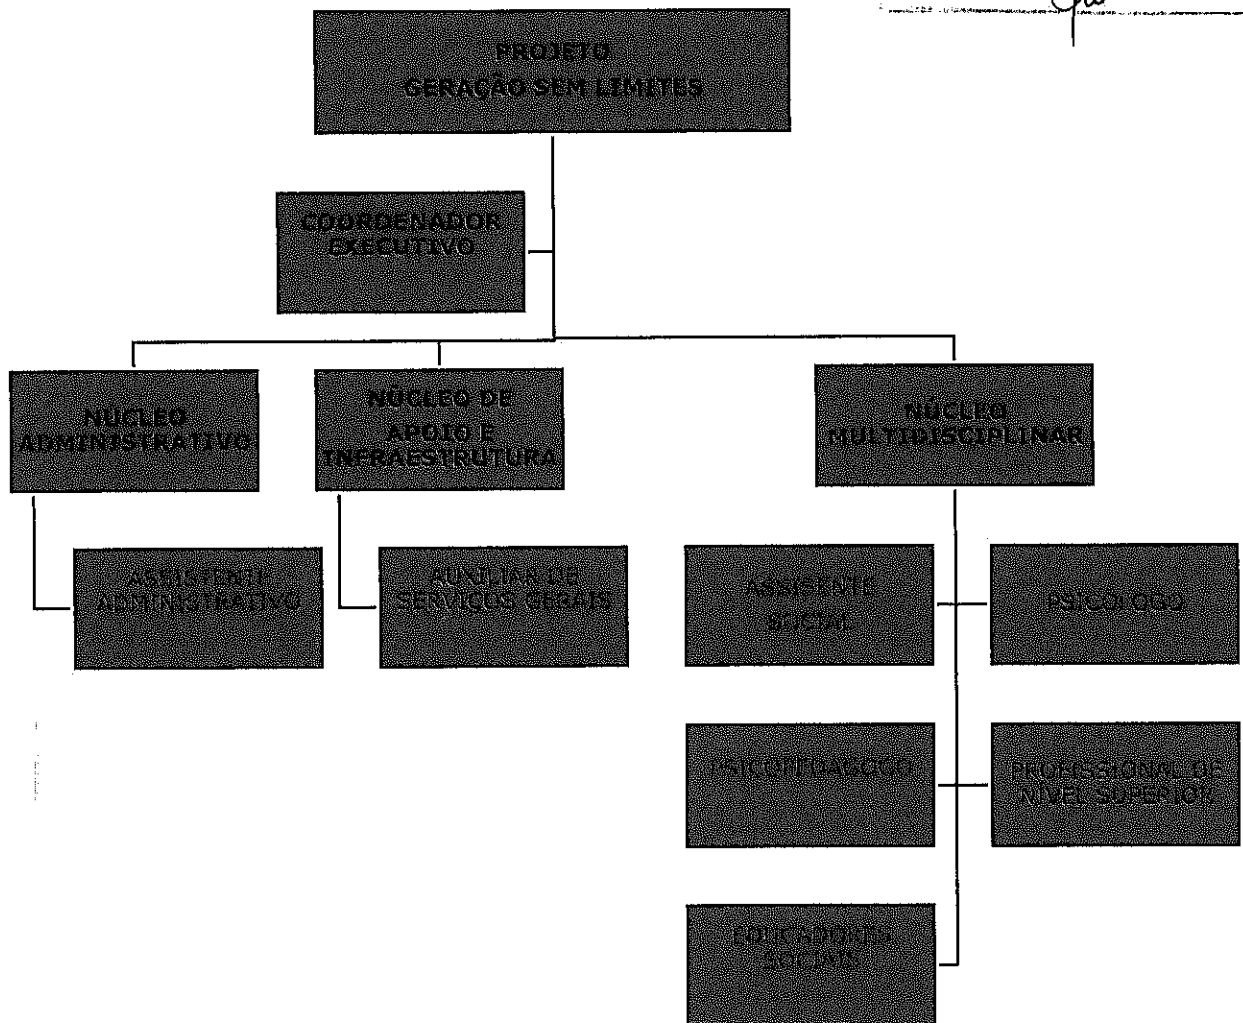 PROJETO
GERAÇÃO SEM LIMITES
COORDENADOR
EXECUTIVO
NÚCLEO
ADMINISTRATIVO
NÚCLEO DE
APOIO E
INFRAESTRUTURA
NÚCLEO
MULTIDISCIPLINAR
ASSISTENTE
ADMINISTRATIVO
AUXILIAR DE
SERVIÇOS GERAIS
ASSISENTE
SOCIAL
PSICÓLOGO
PSICOPEDAGOGO
PROFISSIONAL DE
NÍVEL SUPERIOR
EDUCADORES
SOCIAIS